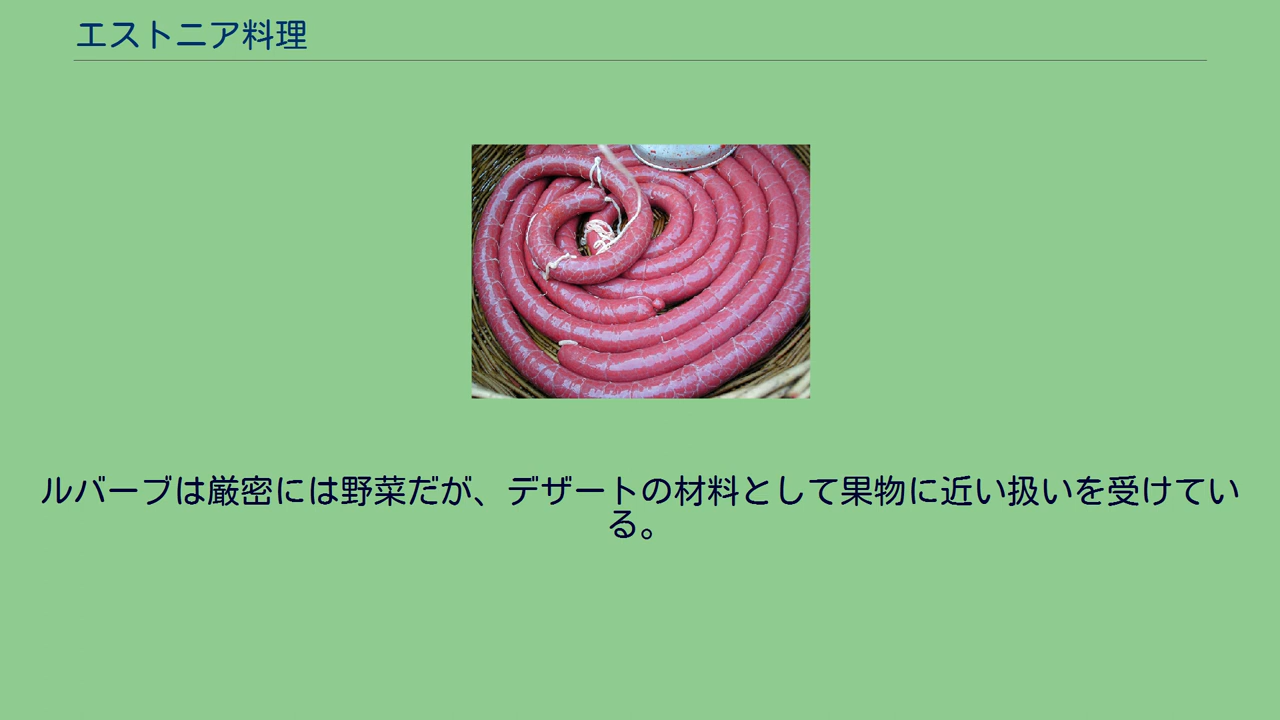 エストニア料理
ルバーブは厳密には野菜だが、デザートの材料として果物に近い扱いを受けてい
る。